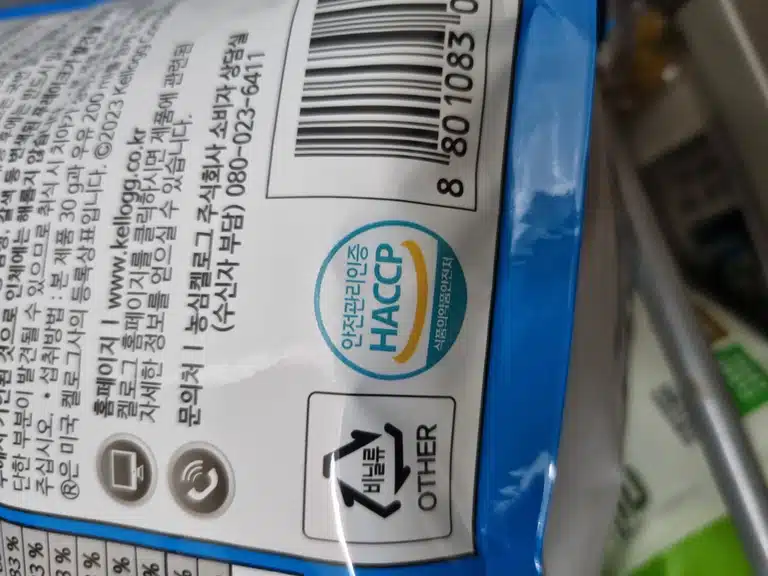 단한 부분이 발견될 수 있으므로 취식 시 치아가
주십시오. • 섭취방법 : 본 제품 30 g과 우유 200
®은 미국 켈로그사의 등록상표입니다. ©2023 Kellogg
홈페이지 | www.kellogg.co.kr
켈로그 홈페이지를 클릭하시면 제품에 관련된
자세한 정보를 얻으실 수 있습니다.
문의처 | 농심켈로그 주식회사 소비자 상담실
(수신자 부담) 080-023-6411
안전관리인증
HACCP
식품의약품안전처
비닐류
OTHER
8 801083 0
33 %
3 %
3 %
%
%
%